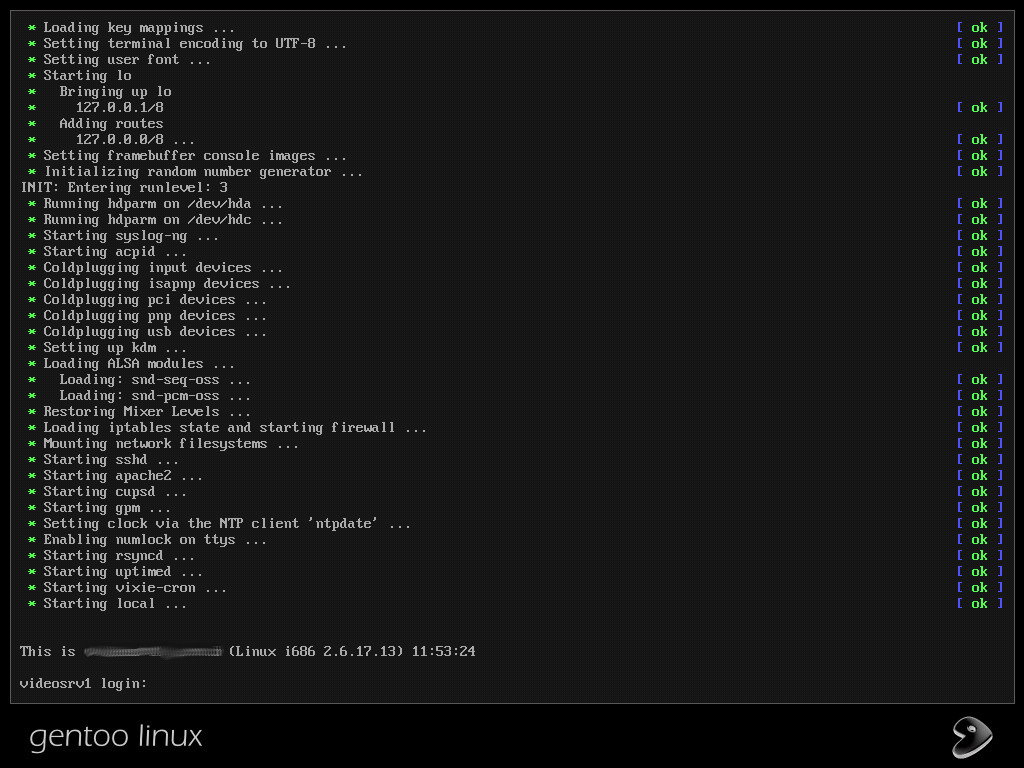 * Loading key mappings ... [ ok ]
* Setting terminal encoding to UTF-8 ... [ ok ]
* Setting user font ... [ ok ]
* Starting lo
*   Bringing up lo
*     127.0.0.1/8 [ ok ]
*   Adding routes
*     127.0.0.0/8 ... [ ok ]
* Setting framebuffer console images ... [ ok ]
* Initializing random number generator ... [ ok ]
INIT: Entering runlevel: 3
* Running hdparm on /dev/hda ... [ ok ]
* Running hdparm on /dev/hdc ... [ ok ]
* Starting syslog-ng ... [ ok ]
* Starting acpid ... [ ok ]
* Coldplugging input devices ... [ ok ]
* Coldplugging isapnp devices ... [ ok ]
* Coldplugging pci devices ... [ ok ]
* Coldplugging pnp devices ... [ ok ]
* Coldplugging usb devices ... [ ok ]
* Setting up kdm ... [ ok ]
* Loading ALSA modules ...
*   Loading: snd-seq-oss ... [ ok ]
*   Loading: snd-pcm-oss ... [ ok ]
* Restoring Mixer Levels ... [ ok ]
* Loading iptables state and starting firewall ... [ ok ]
* Mounting network filesystems ... [ ok ]
* Starting sshd ... [ ok ]
* Starting apache2 ... [ ok ]
* Starting cupsd ... [ ok ]
* Starting gpm ... [ ok ]
* Setting clock via the NTP client 'ntpdate' ... [ ok ]
* Enabling numlock on ttys ... [ ok ]
* Starting rsyncd ... [ ok ]
* Starting uptimed ... [ ok ]
* Starting vixie-cron ... [ ok ]
* Starting local ... [ ok ]
This is (Linux i686 2.6.17.13) 11:53:24
videosrv1 login:
gentoo linux